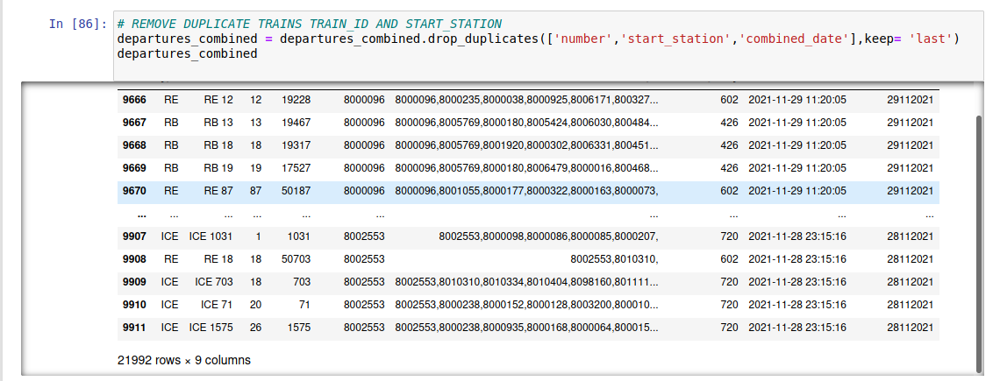 In [86]: # REMOVE DUPLICATE TRAINS TRAIN_ID AND START_STATION
departures_combined = departures_combined.drop_duplicates(['number','start_station','combined_date'],keep= 'last')
departures_combined
9666 RE RE 12 12 19228 8000096 8000096,8000235,8000038,8000925,8006171,800327... 602 2021-11-29 11:20:05 29112021
9667 RB RB 13 13 19467 8000096 8000096,8005769,8000180,8005424,8006030,800484... 426 2021-11-29 11:20:05 29112021
9668 RB RB 18 18 19317 8000096 8000096,8005769,8001920,8000302,8006331,800451... 426 2021-11-29 11:20:05 29112021
9669 RB RB 19 19 17527 8000096 8000096,8005769,8000180,8006479,8000016,800468... 426 2021-11-29 11:20:05 29112021
9670 RE RE 87 87 50187 8000096 8000096,8001055,8000177,8000322,8000163,8000073, 602 2021-11-29 11:20:05 29112021
... ... ... ... ... ... ... ... ... ...
9907 ICE ICE 1031 1 1031 8002553 8002553,8000098,8000086,8000085,8000207, 720 2021-11-28 23:15:16 28112021
9908 RE RE 18 18 50703 8002553 8002553,8010310, 602 2021-11-28 23:15:16 28112021
9909 ICE ICE 703 18 703 8002553 8002553,8010310,8010334,8010404,8098160,801111... 720 2021-11-28 23:15:16 28112021
9910 ICE ICE 71 20 71 8002553 8002553,8000238,8000152,8000128,8003200,800010... 720 2021-11-28 23:15:16 28112021
9911 ICE ICE 1575 26 1575 8002553 8002553,8000238,8000935,8000168,8000064,800015... 720 2021-11-28 23:15:16 28112021
21992 rows × 9 columns